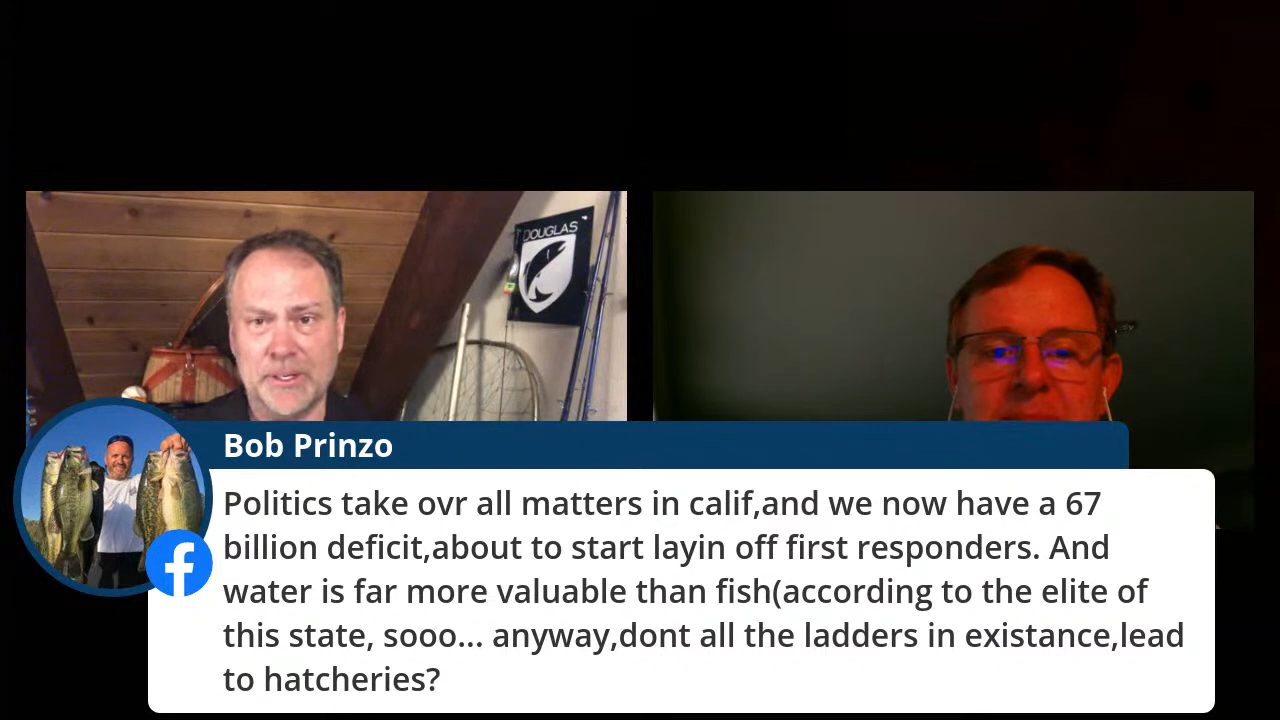 DOUGLAS
Bob Prinzo
Politics take ovr all matters in calif,and we now have a 67
billion deficit,about to start layin off first responders. And
water is far more valuable than fish(according to the elite of
this state, sooo... anyway,dont all the ladders in existance,lead
to hatcheries?